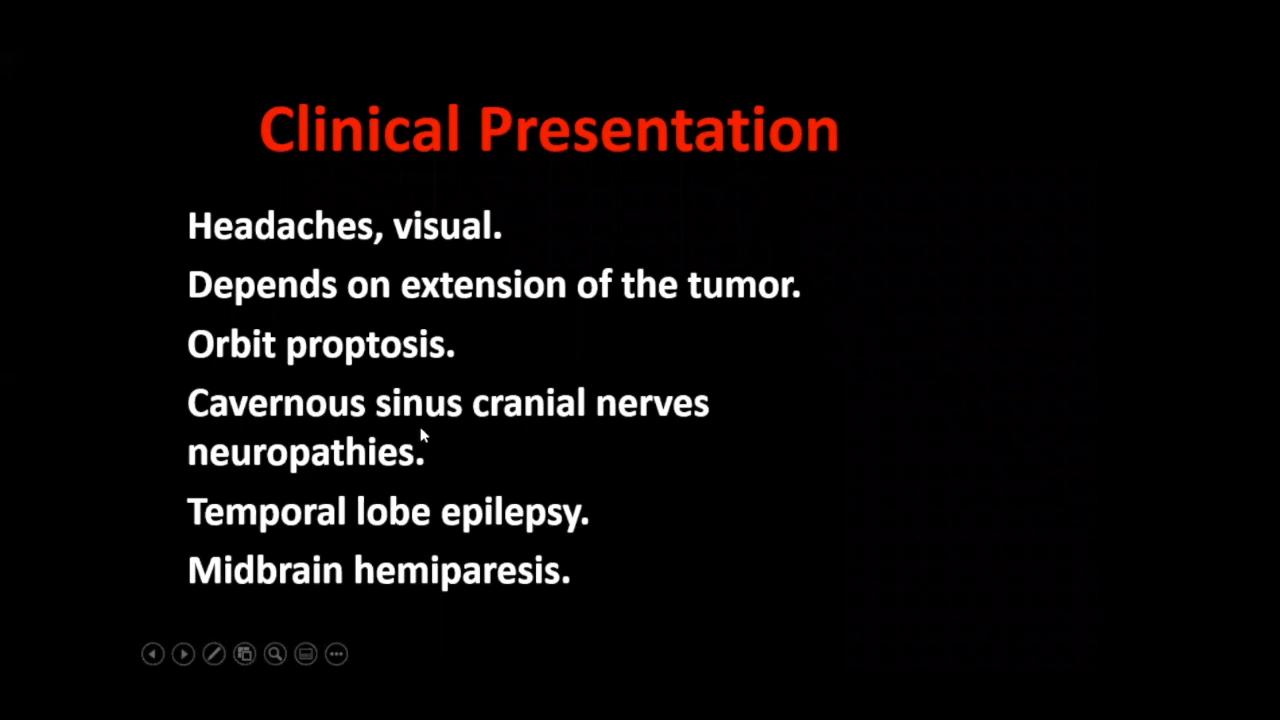 Clinical Presentation
Headaches, visual.
Depends on extension of the tumor.
Orbit proptosis.
Cavernous sinus cranial nerves
neuropathies.
Temporal lobe epilepsy.
Midbrain hemiparesis.